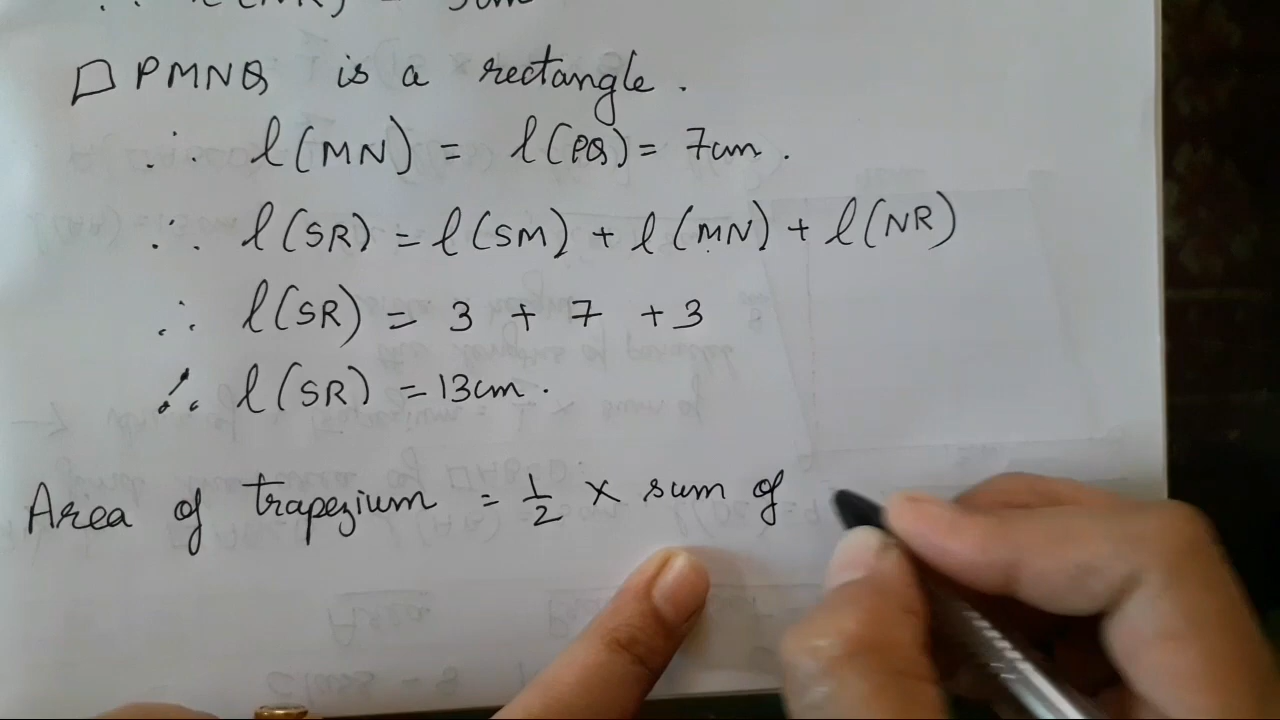 □ PMNQ is a rectangle.
∴ l(MN) = l(PQ) = 7cm.
∴ l(SR) = l(SM) + l(MN) + l(NR)
∴ l(SR) = 3 + 7 + 3
∴ l(SR) = 13cm.
Area of trapezium = 1/2 × sum of